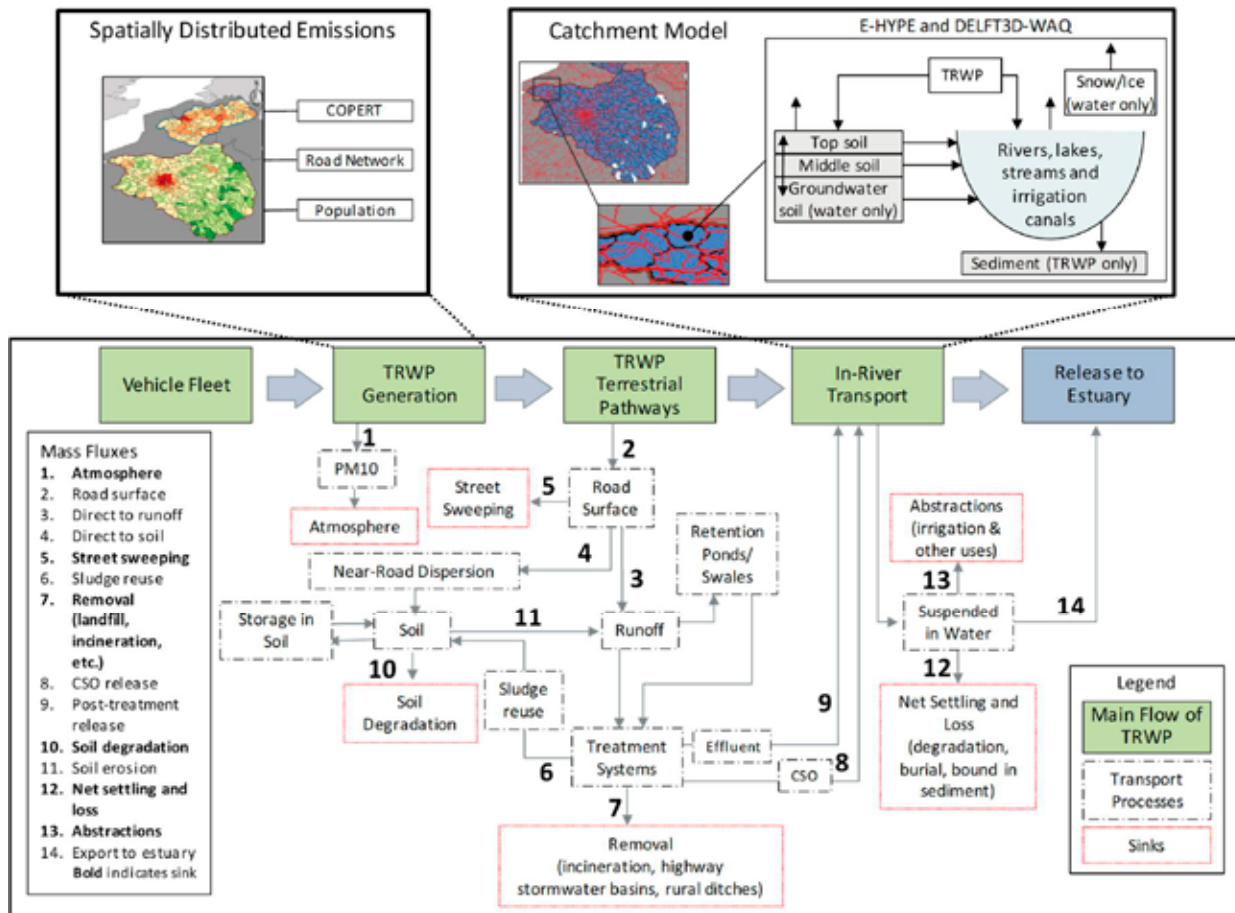 Spatially Distributed Emissions
COPERT
Road Network
Population
Catchment Model
E-HYPE and DELFT3D-WAQ
TRWP
Snow/Ice
(water only)
Top soil
Middle soil
Groundwater
soil (water only)
Rivers, lakes,
streams and
irrigation
canals
Sediment (TRWP only)
Vehicle Fleet
TRWP
Generation
TRWP
Terrestrial
Pathways
In-River
Transport
Release to
Estuary
Mass Fluxes
1. Atmosphere
2. Road surface
3. Direct to runoff
4. Direct to soil
5. Street sweeping
6. Sludge reuse
7. Removal
(landfill,
incineration,
etc.)
8. CSO release
9. Post-treatment
release
10. Soil degradation
11. Soil erosion
12. Net settling and
loss
13. Abstractions
14. Export to estuary
Bold indicates sink
1
PM10
Atmosphere
2
Street
Sweeping
5
Road
Surface
4
3
Near-Road Dispersion
Retention
Ponds/
Swales
Storage in
Soil
Soil
11
Runoff
10
Soil
Degradation
Sludge
reuse
6
Treatment
Systems
Effluent
9
CSO
8
7
Removal
(incineration, highway
stormwater basins, rural ditches)
Abstractions
(irrigation &
other uses)
13
Suspended
in Water
14
12
Net Settling and
Loss
(degradation,
burial, bound in
sediment)
Legend
Main Flow of
TRWP
Transport
Processes
Sinks